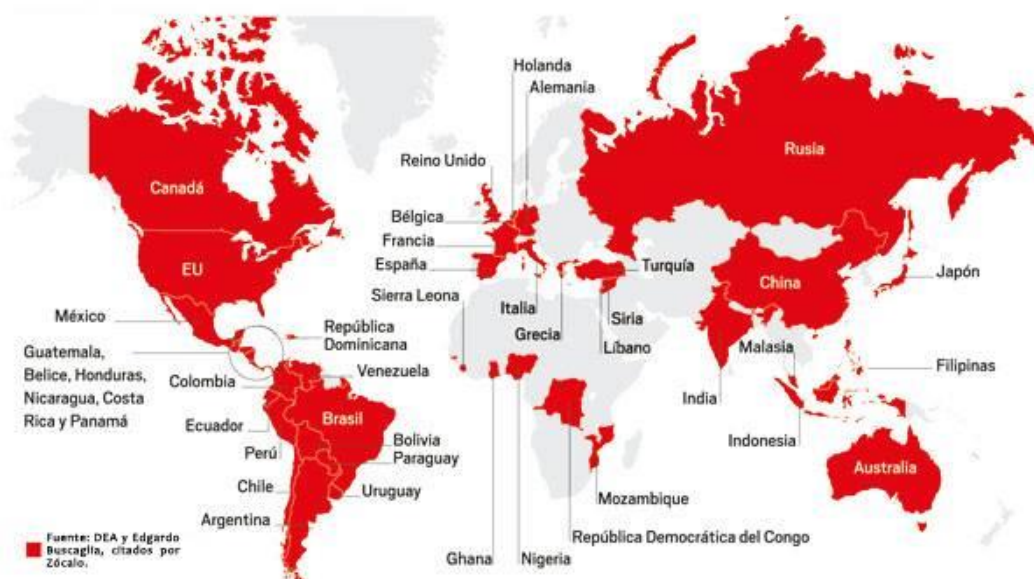 Holanda
Alemania
Reino Unido
Rusia
Canadá
Bélgica
Francia
EU
España
Turquía
China
Japón
Sierra Leona
Italia
Siria
México
República
Dominicana
Grecia
Líbano
Malasia
Filipinas
Guatemala,
Belice, Honduras,
Nicaragua, Costa
Rica y Panamá
Colombia
Venezuela
India
Ecuador
Brasil
Indonesia
Perú
Bolivia
Paraguay
Australia
Chile
Uruguay
Mozambique
Argentina
República Democrática del Congo
Ghana
Nigeria
Fuente: DEA y Edgardo
Buscaglia, citados por
Zócalo.